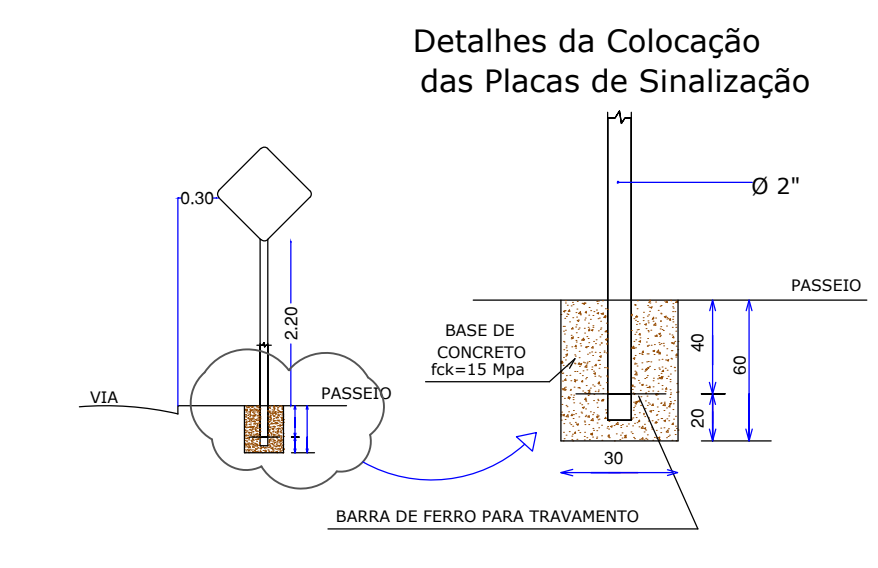 Detalhes da Colocação
das Placas de Sinalização
Ø 2"
0.30
PASSEIO
2.20
BASE DE
CONCRETO
fck=15 Mpa
40
60
VIA
PASSEIO
20
30
BARRA DE FERRO PARA TRAVAMENTO